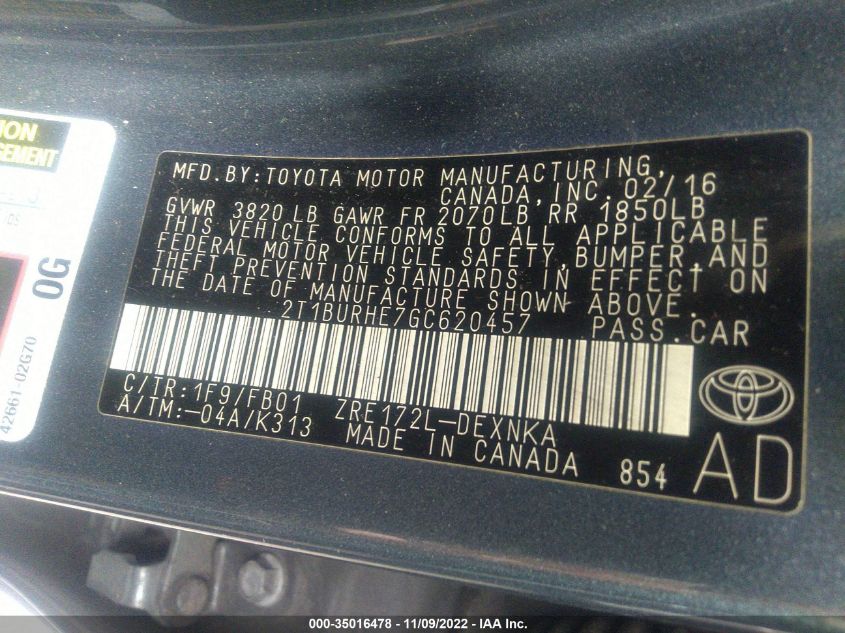 ION
GEMENT
0G
42661-02G70
MFD. BY: TOYOTA MOTOR MANUFACTURING,
CANADA, INC. 02/16
GVWR 3820 LB GAWR FR 2070LB RR 1850LB
THIS VEHICLE CONFORMS TO ALL APPLICABLE
FEDERAL MOTOR VEHICLE SAFETY, BUMPER, AND
THEFT PREVENTION STANDARDS IN EFFECT ON
THE DATE OF MANUFACTURE SHOWN ABOVE.
2T1BURHE7GC620457 PASS. CAR
C/TR: 1F9/FB01 ZRE172L-DEXNKA
A/TM: -04A/K313 MADE IN CANADA 854
AD
000-35016478 - 11/09/2022 - IAA Inc.